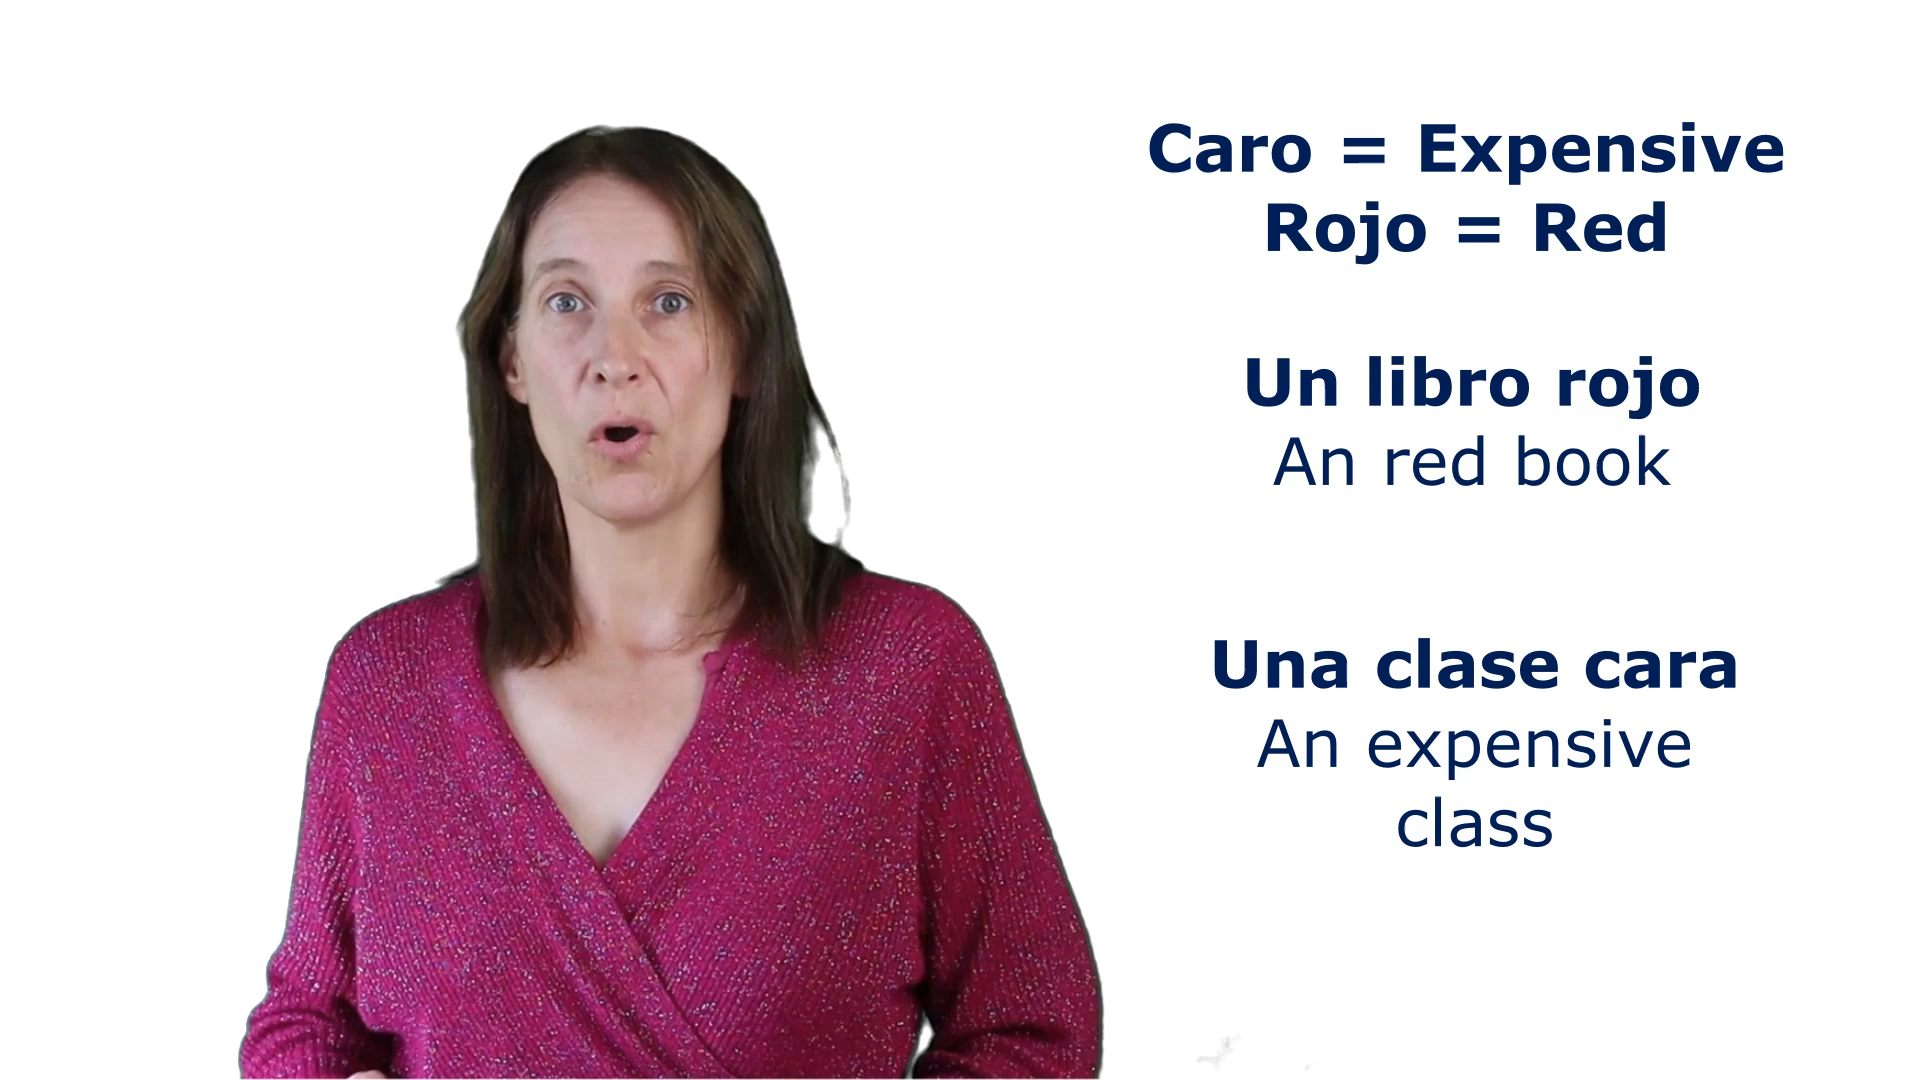 Caro = Expensive
Rojo = Red
Un libro rojo
An red book
Una clase cara
An expensive
class